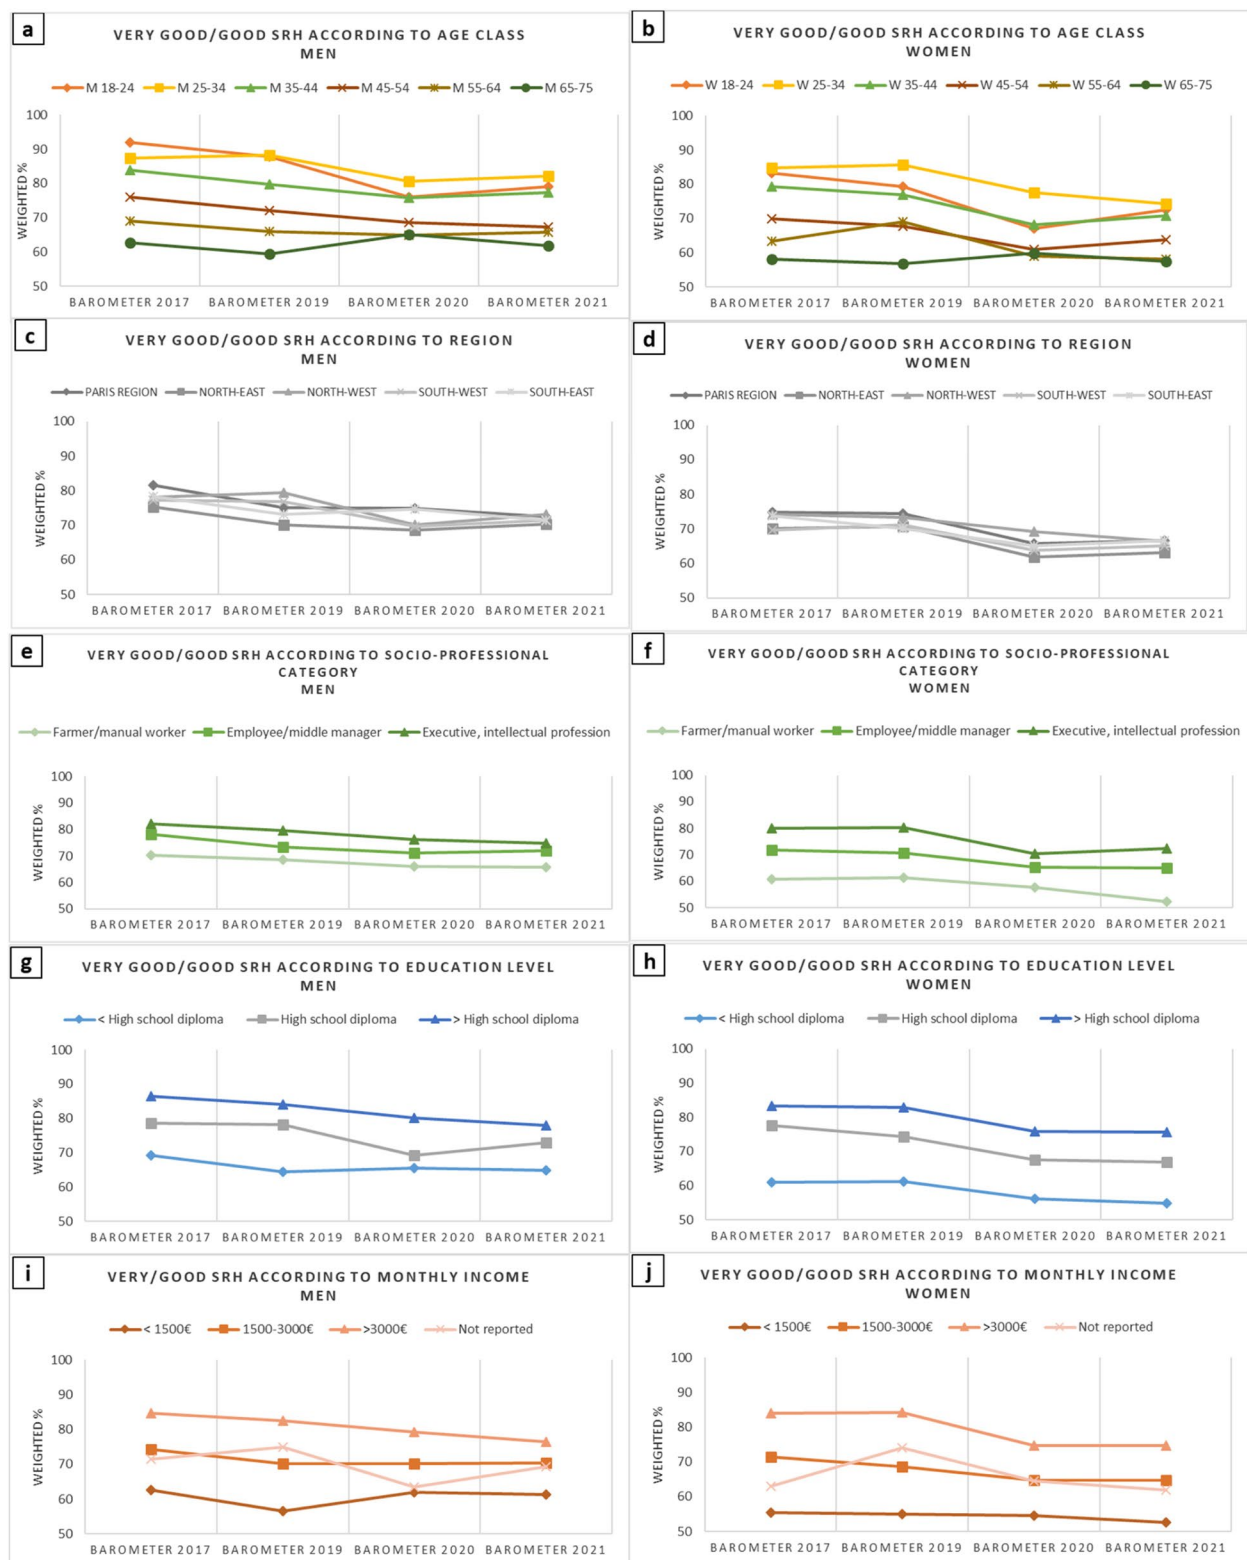 a
VERY GOOD/GOOD SRH ACCORDING TO AGE CLASS
MEN
M 18-24 M 25-34 M 35-44 M 45-54 M 55-64 M 65-75
WEIGHTED %
100
90
80
70
60
50
BAROMETER 2017 BAROMETER 2019 BAROMETER 2020 BAROMETER 2021
b
VERY GOOD/GOOD SRH ACCORDING TO AGE CLASS
WOMEN
W 18-24 W 25-34 W 35-44 W 45-54 W 55-64 W 65-75
WEIGHTED %
100
90
80
70
60
50
BAROMETER 2017 BAROMETER 2019 BAROMETER 2020 BAROMETER 2021
c
VERY GOOD/GOOD SRH ACCORDING TO REGION
MEN
PARIS REGION NORTH-EAST NORTH-WEST SOUTH-WEST SOUTH-EAST
WEIGHTED %
100
90
80
70
60
50
BAROMETER 2017 BAROMETER 2019 BAROMETER 2020 BAROMETER 2021
d
VERY GOOD/GOOD SRH ACCORDING TO REGION
WOMEN
PARIS REGION NORTH-EAST NORTH-WEST SOUTH-WEST SOUTH-EAST
WEIGHTED %
100
90
80
70
60
50
BAROMETER 2017 BAROMETER 2019 BAROMETER 2020 BAROMETER 2021
e
VERY GOOD/GOOD SRH ACCORDING TO SOCIO-PROFESSIONAL
CATEGORY
MEN
Farmer/manual worker Employee/middle manager Executive, intellectual profession
WEIGHTED %
100
90
80
70
60
50
BAROMETER 2017 BAROMETER 2019 BAROMETER 2020 BAROMETER 2021
f
VERY GOOD/GOOD SRH ACCORDING TO SOCIO-PROFESSIONAL
CATEGORY
WOMEN
Farmer/manual worker Employee/middle manager Executive, intellectual profession
WIEGHTED %
100
90
80
70
60
50
BAROMETER 2017 BAROMETER 2019 BAROMETER 2020 BAROMETER 2021
g
VERY GOOD/GOOD SRH ACCORDING TO EDUCATION LEVEL
MEN
< High school diploma High school diploma > High school diploma
WEIGHTED %
100
90
80
70
60
50
BAROMETER 2017 BAROMETER 2019 BAROMETER 2020 BAROMETER 2021
h
VERY GOOD/GOOD SRH ACCORDING TO EDUCATION LEVEL
WOMEN
< High school diploma High school diploma > High school diploma
WEIGHTED %
100
90
80
70
60
50
BAROMETER 2017 BAROMETER 2019 BAROMETER 2020 BAROMETER 2021
i
VERY/GOOD SRH ACCORDING TO MONTHLY INCOME
MEN
< 1500€ 1500-3000€ >3000€ Not reported
WEIGHTED %
100
90
80
70
60
50
BAROMETER 2017 BAROMETER 2019 BAROMETER 2020 BAROMETER 2021
j
VERY GOOD/GOOD SRH ACCORDING TO MONTHLY INCOME
WOMEN
< 1500€ 1500-3000€ >3000€ Not reported
WEIGHTED %
100
90
80
70
60
50
BAROMETER 2017 BAROMETER 2019 BAROMETER 2020 BAROMETER 2021